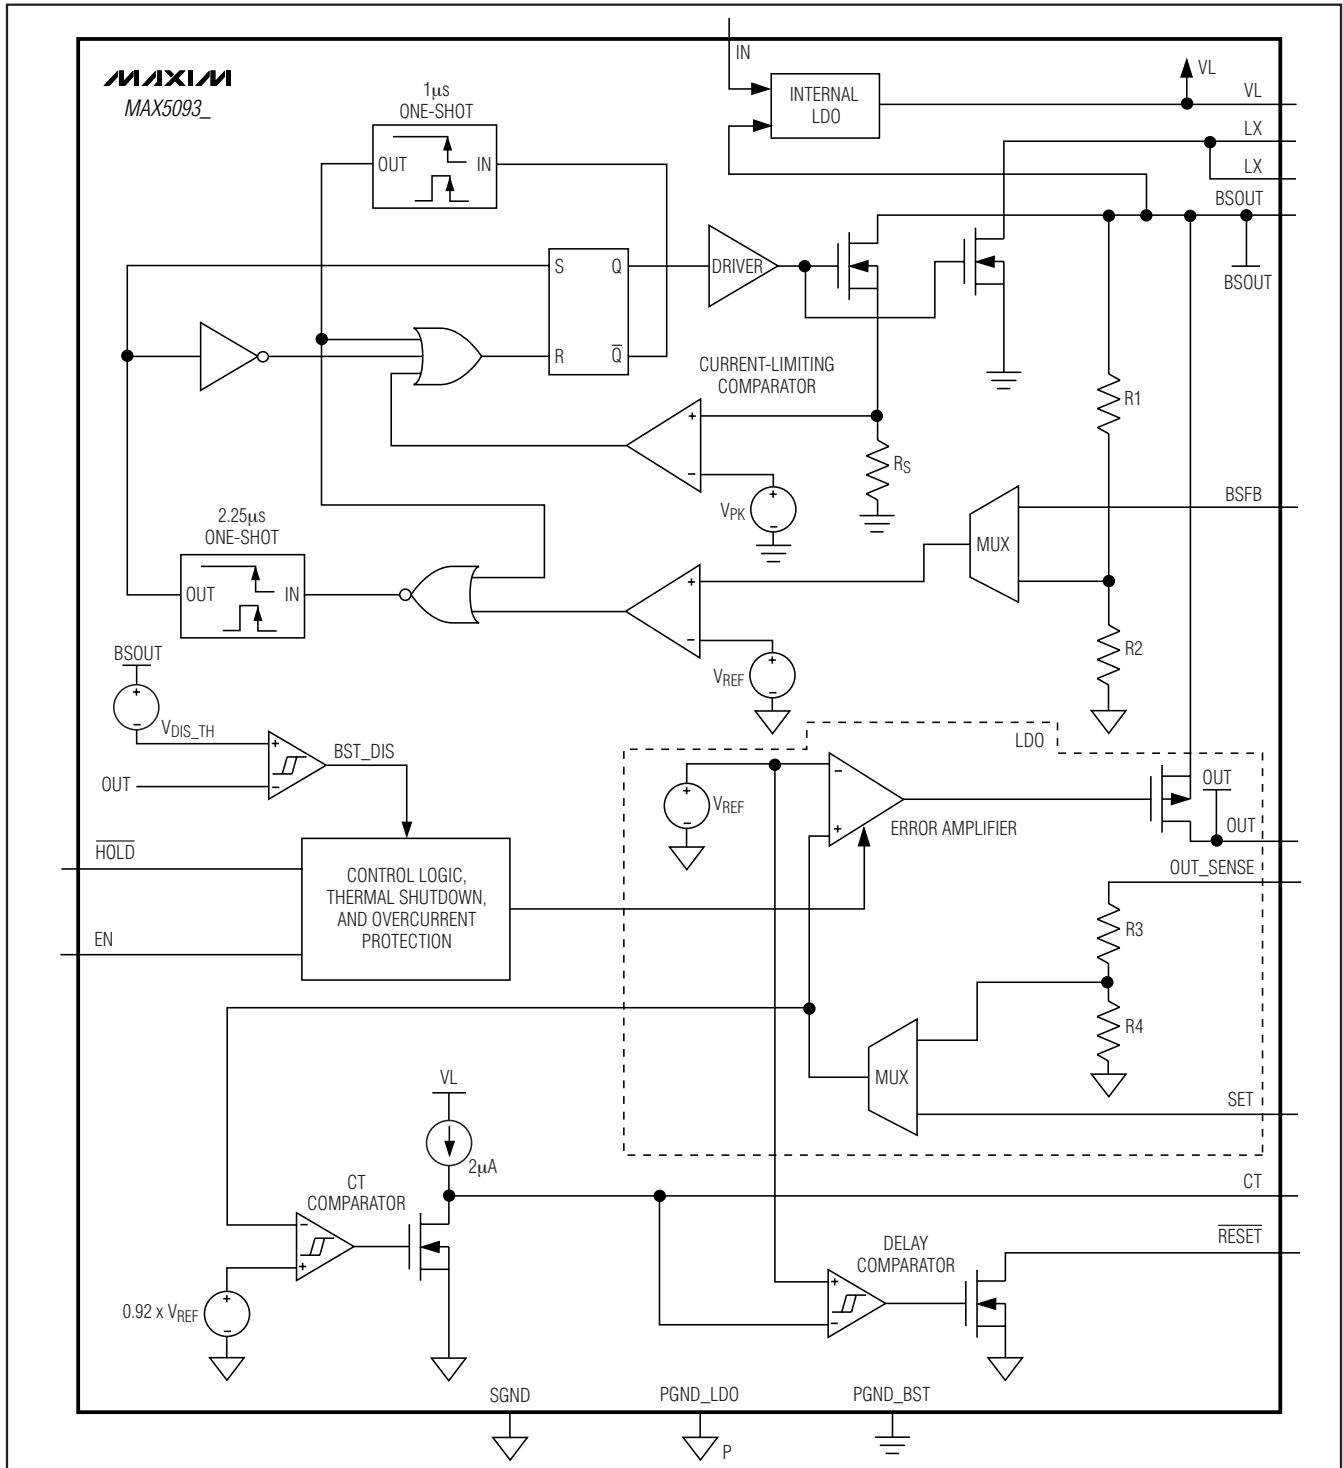 MAXIM
MAX5093_
IN
INTERNAL
LDO
VL
VL
LX
LX
BSOUT
BSOUT
1µs
ONE-SHOT
OUT
IN
S
Q
R
Q̅
DRIVER
CURRENT-LIMITING
COMPARATOR
+
−
RS
VPK
+
−
R1
BSFB
MUX
R2
2.25µs
ONE-SHOT
OUT
IN
+
−
VREF
+
−
BSOUT
+
−
VDIS_TH
OUT
+
−
BST_DIS
LDO
VREF
+
−
−
+
ERROR AMPLIFIER
OUT
OUT
OUT_SENSE
H̅O̅L̅D̅
EN
CONTROL LOGIC,
THERMAL SHUTDOWN,
AND OVERCURRENT
PROTECTION
R3
R4
MUX
SET
VL
2µA
CT
CT
COMPARATOR
−
+
0.92 x VREF
+
−
DELAY
COMPARATOR
+
−
R̅E̅S̅E̅T̅
SGND
PGND_LDO
P
PGND_BST